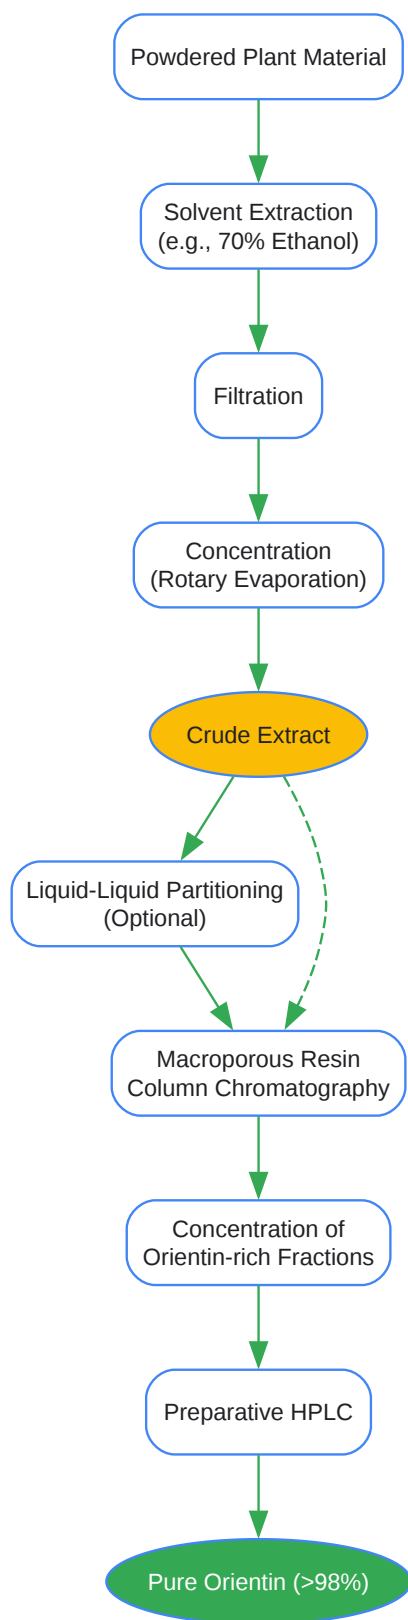 Powdered Plant Material
Solvent Extraction
(e.g., 70% Ethanol)
Filtration
Concentration
(Rotary Evaporation)
Crude Extract
Liquid-Liquid Partitioning
(Optional)
Macroporous Resin
Column Chromatography
Concentration of
Orientin-rich Fractions
Preparative HPLC
Pure Orientin (>98%)